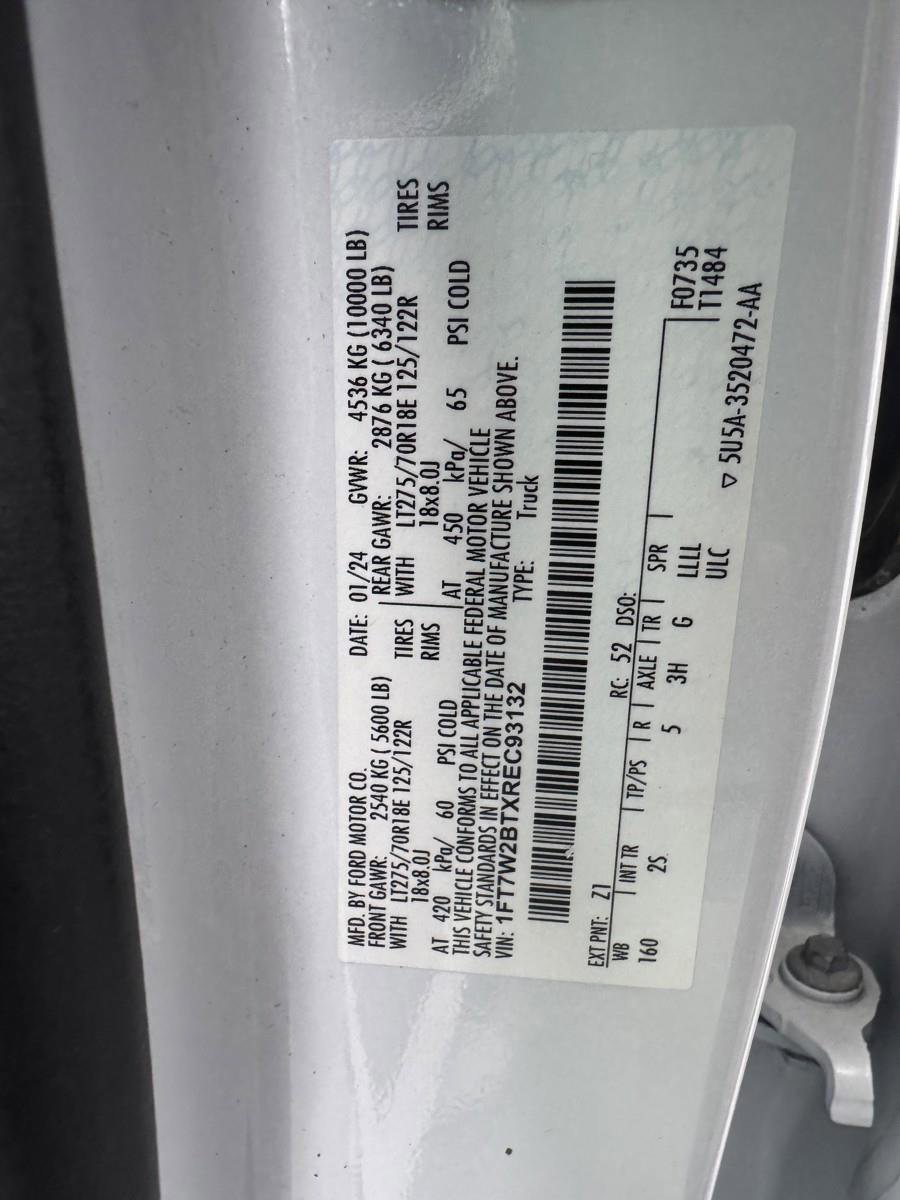 MFD. BY FORD MOTOR CO. DATE: 01/24 GVWR: 4536 KG (10000 LB)
FRONT GAWR: 2540 KG ( 5600 LB) REAR GAWR: 2876 KG ( 6340 LB)
WITH LT275/70R18E 125/122R TIRES WITH LT275/70R18E 125/122R TIRES
18x8.0J RIMS 18x8.0J RIMS
AT 420 kPa/ 60 PSI COLD AT 450 kPa/ 65 PSI COLD
THIS VEHICLE CONFORMS TO ALL APPLICABLE FEDERAL MOTOR VEHICLE
SAFETY STANDARDS IN EFFECT ON THE DATE OF MANUFACTURE SHOWN ABOVE.
VIN: 1FT7W2BTXREC93132 TYPE: Truck
EXT PNT: Z1 RC: 52 DSO:
WB | INT TR | TP/PS | R | AXLE | TR | SPR | F0735
160 2S 5 3H G LLLL T1484
ULC ▽ 5U5A-3520472-AA